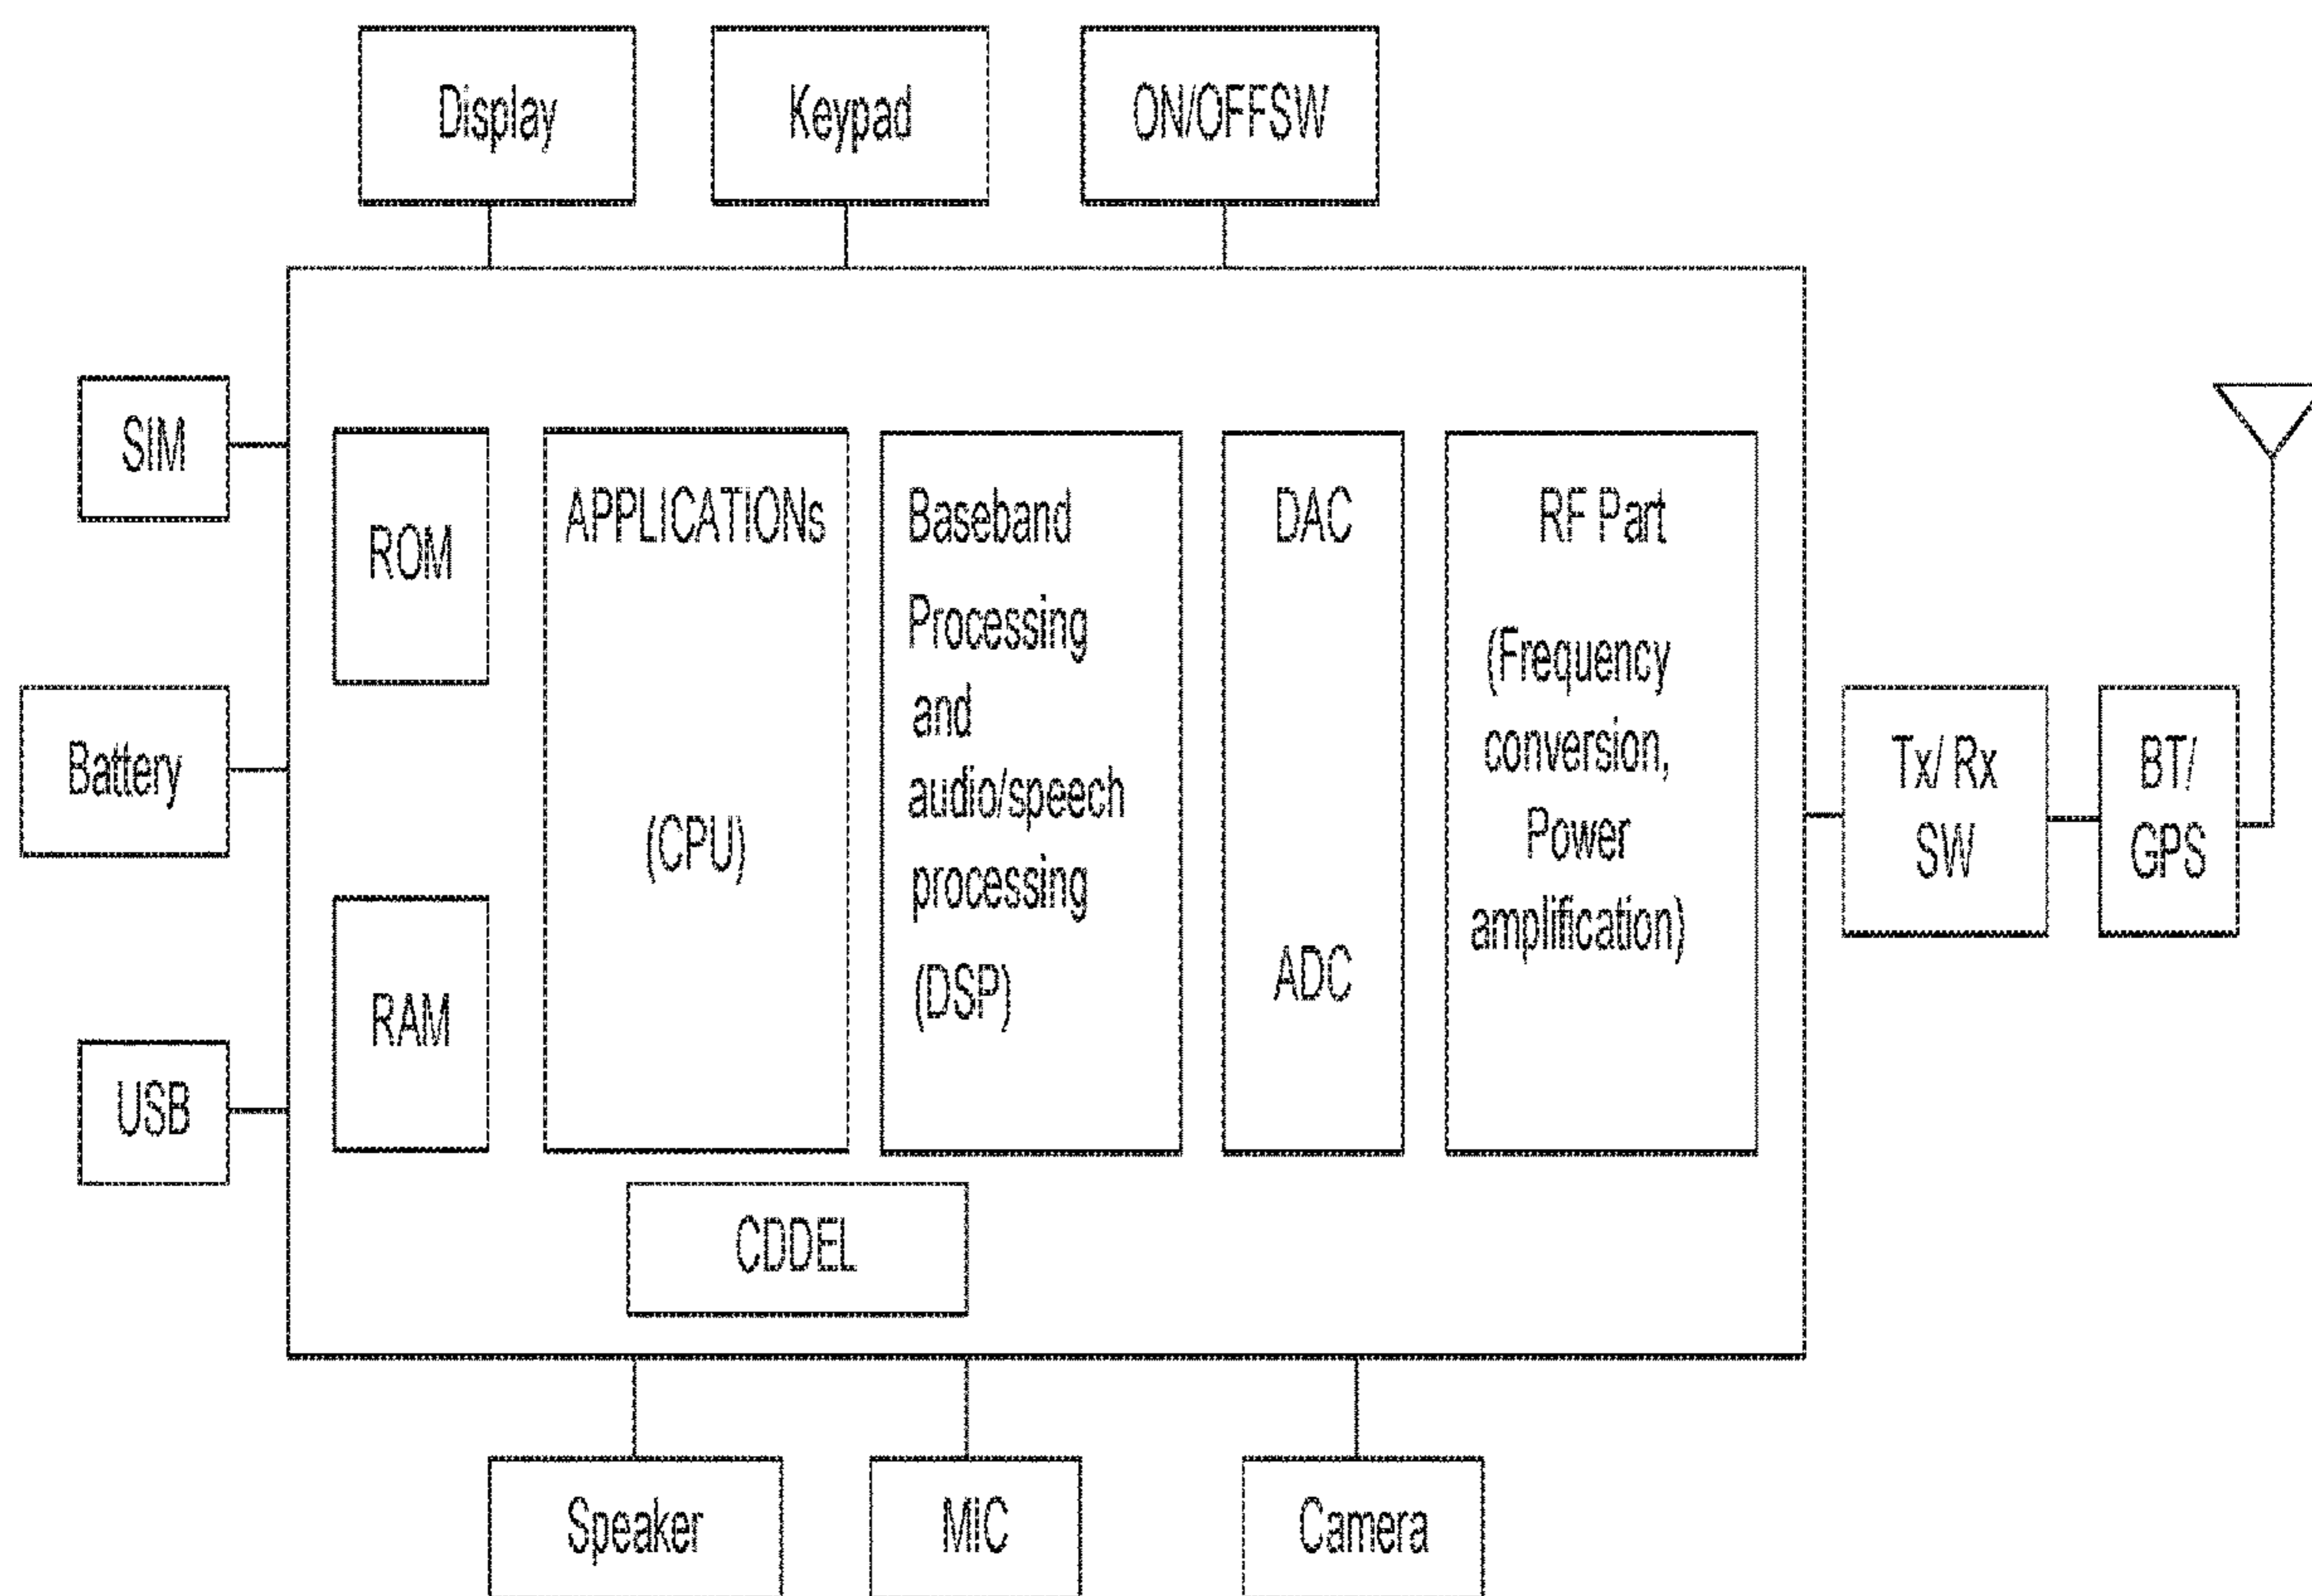 Display
Keypad
ON/OFFSW
SIM
Battery
USB
ROM
RAM
APPLICATIONs
(CPU)
Baseband
Processing
and
audio/speech
processing
(DSP)
DAC
ADC
RF Part
(Frequency
conversion,
Power
amplification)
CDDEL
Tx/ Rx
SW
BT/
GPS
Speaker
MIC
Camera